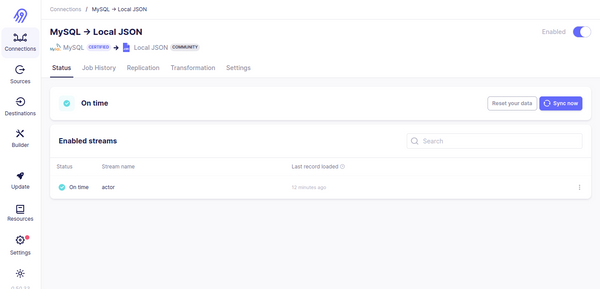 Connections / MySQL → Local JSON
MySQL → Local JSON
Enabled
MySQL CERTIFIED → Local JSON COMMUNITY
Status Job History Replication Transformation Settings
On time
Reset your data
Sync now
Enabled streams
Search
Status Stream name Last record loaded
On time actor minutes ago
Connections
Sources
Destinations
Builder
Update
Resources
Settings